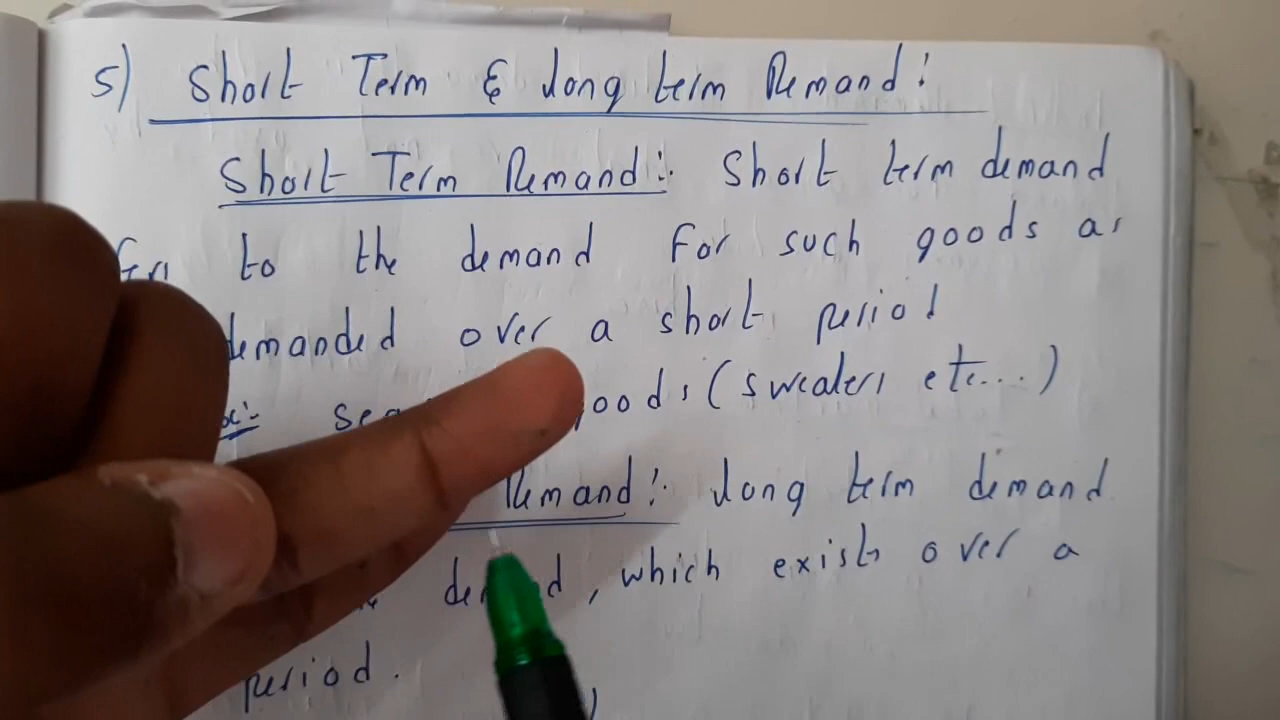 5) Short Term & Long term Demand:
Short Term Demand:- Short term demand
to the demand For such goods as
demanded over a short period
(sweaters etc...)
Demand:- Long term demand
, which exists over a
period.